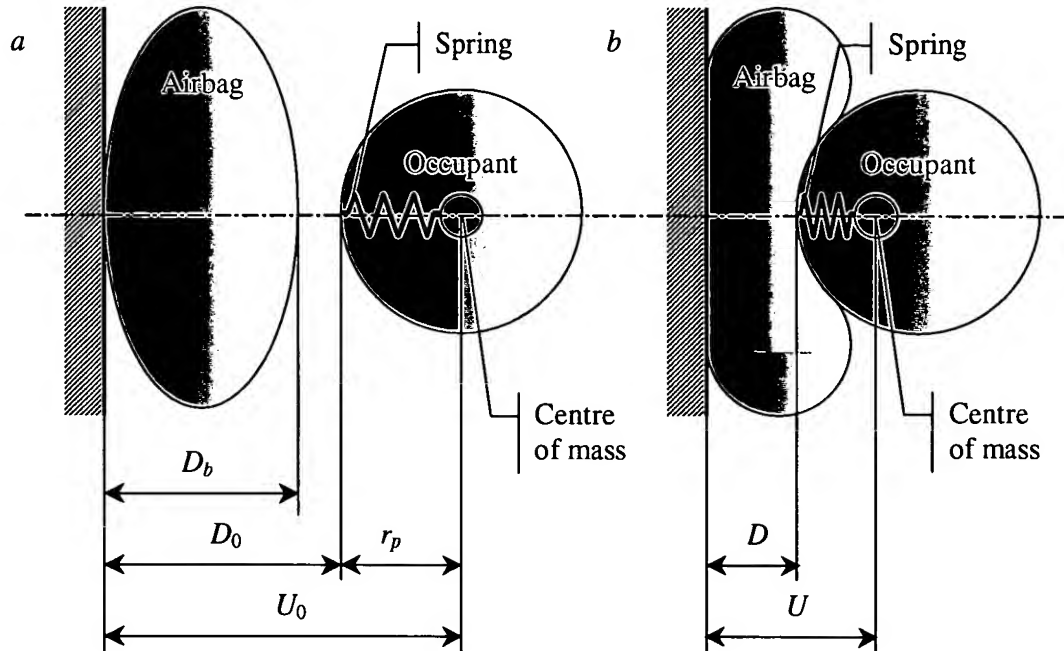 a
Spring
Airbag
Occupant
Centre
of mass
D_b
D_0
r_p
U_0
b
Spring
Airbag
Occupant
Centre
of mass
D
U